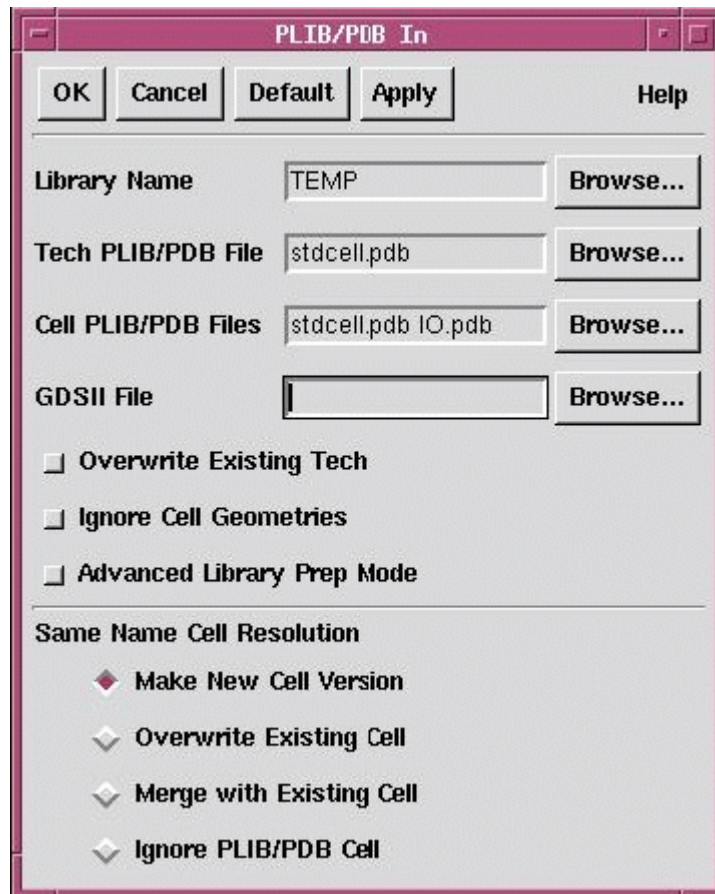 PLIB/PDB In
OK Cancel Default Apply Help
Library Name TEMP Browse...
Tech PLIB/PDB File stdcell.pdb Browse...
Cell PLIB/PDB Files stdcell.pdb IO.pdb Browse...
GDSII File Browse...
Overwrite Existing Tech
Ignore Cell Geometries
Advanced Library Prep Mode
Same Name Cell Resolution
Make New Cell Version
Overwrite Existing Cell
Merge with Existing Cell
Ignore PLIB/PDB Cell